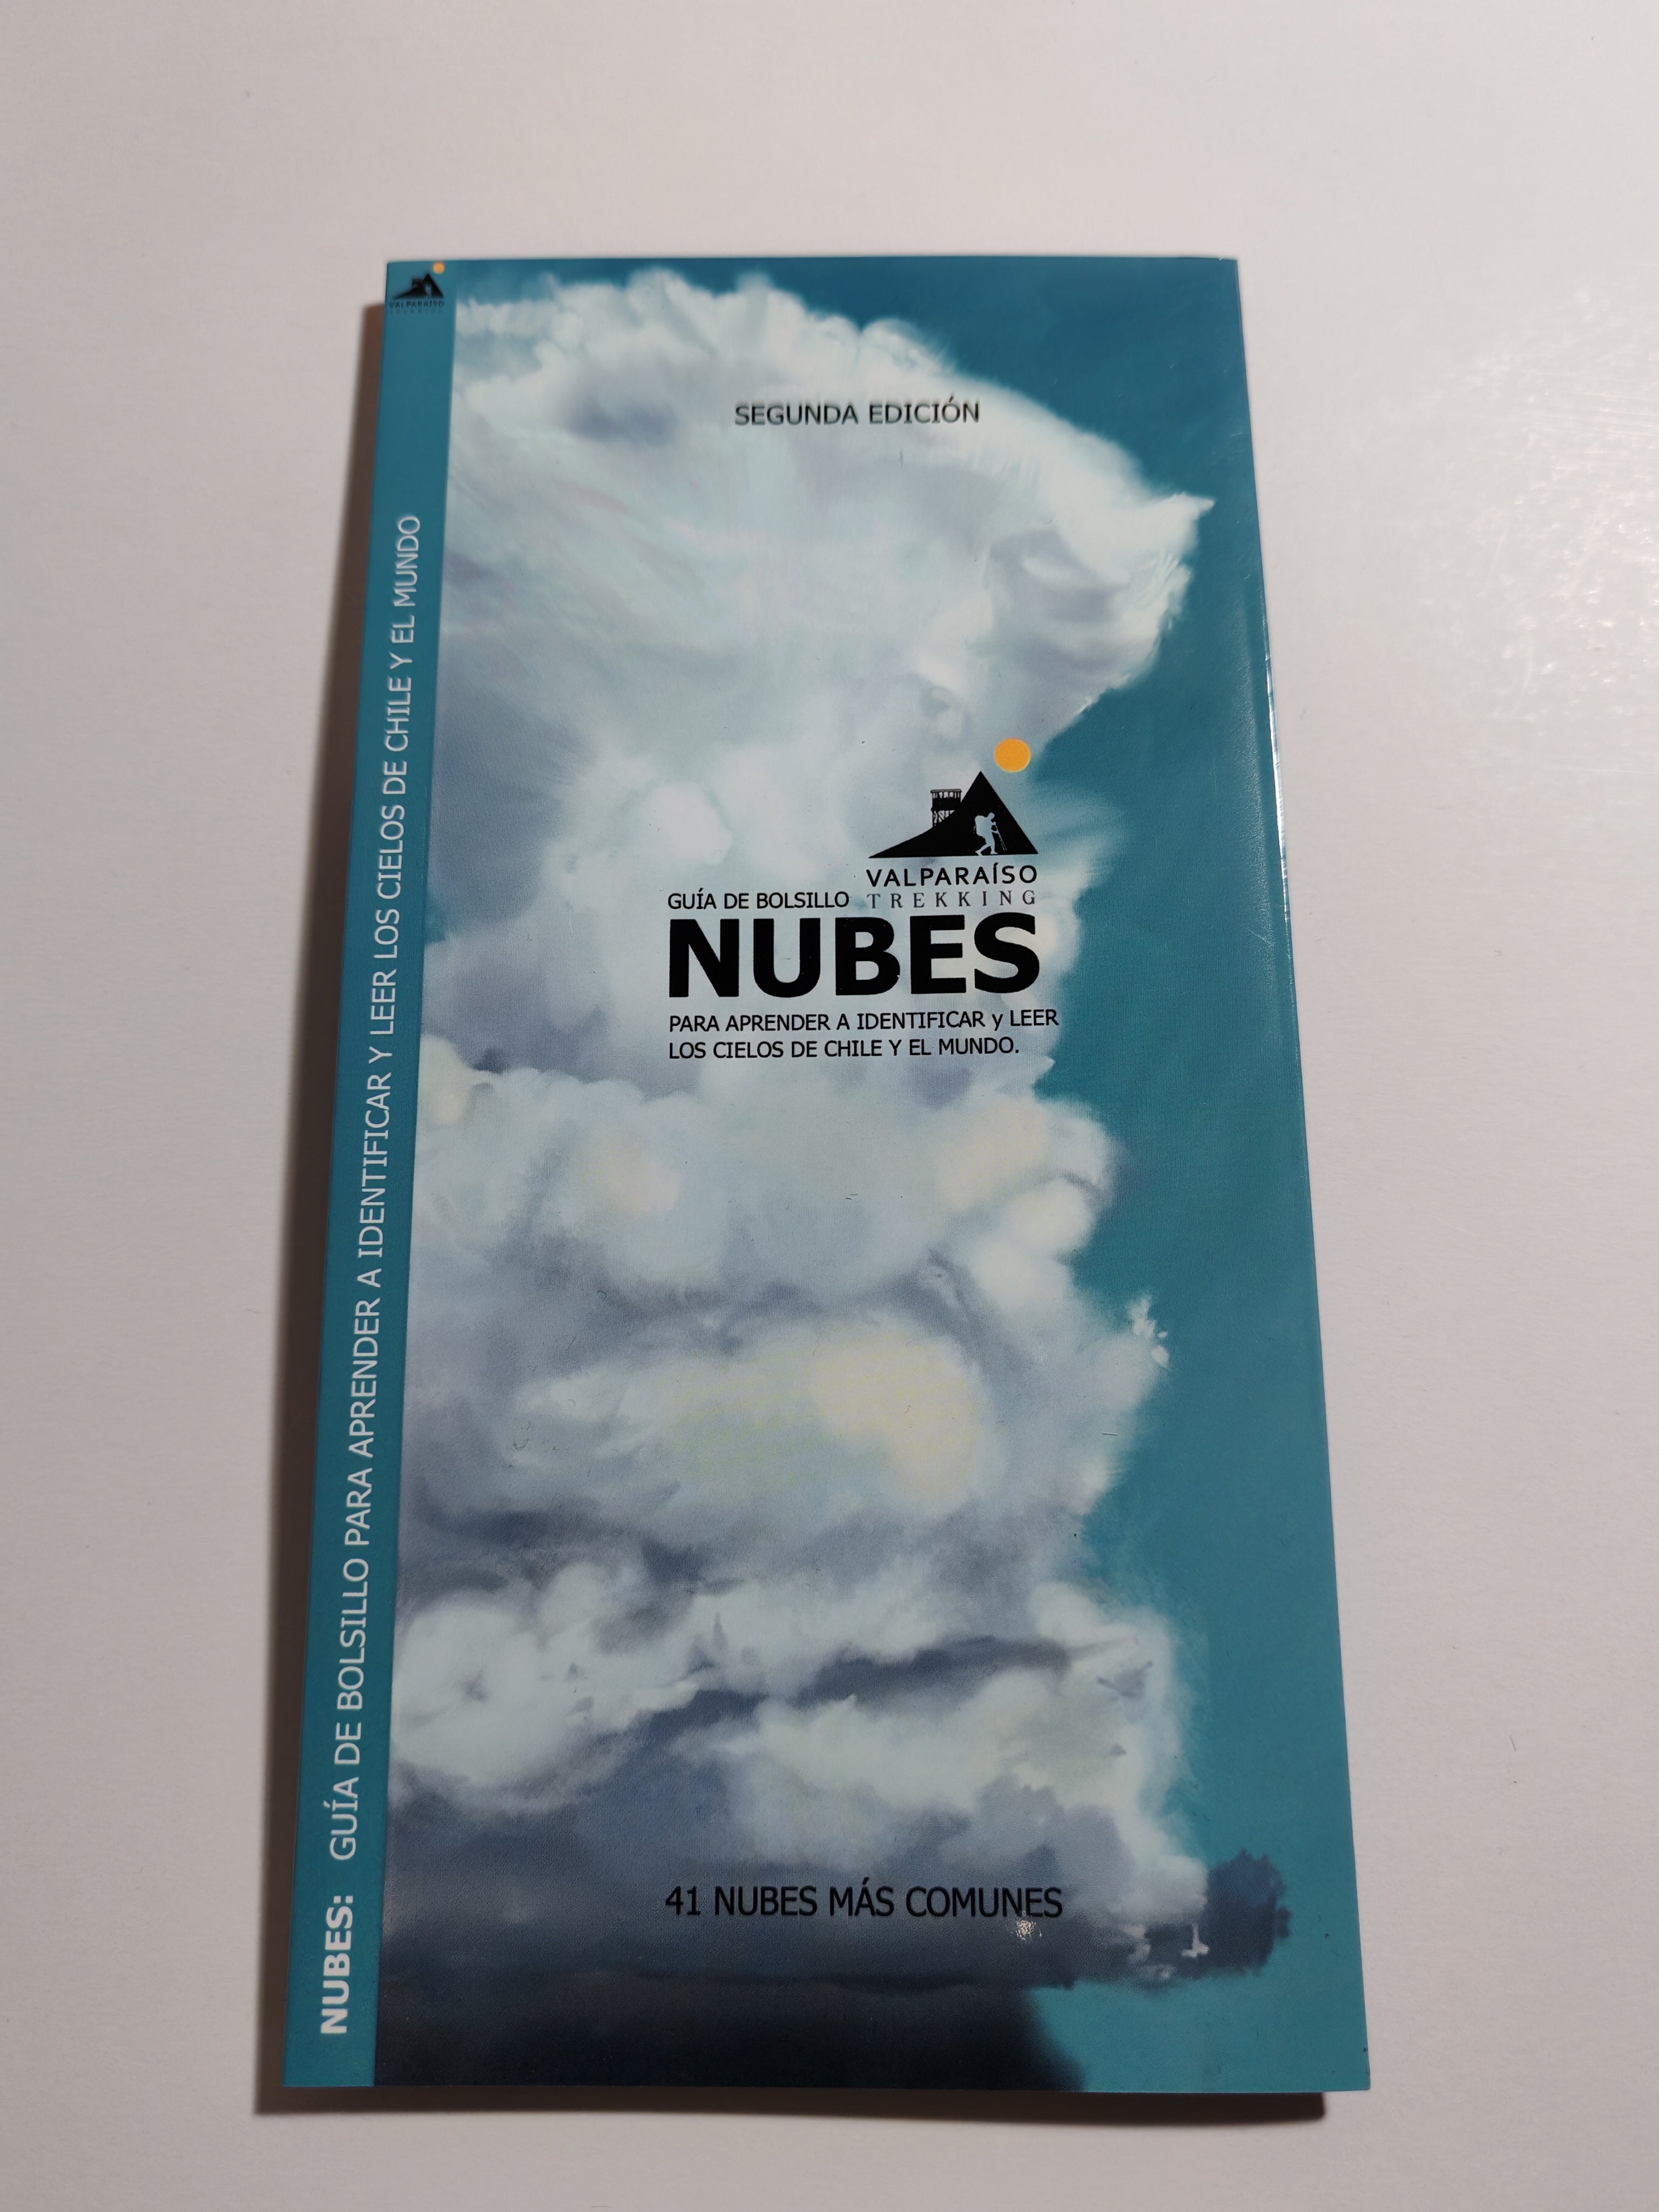 VALPARAÍSO
NUBES: GUÍA DE BOLSILLO PARA APRENDER A IDENTIFICAR Y LEER LOS CIELOS DE CHILE Y EL MUNDO
SEGUNDA EDICIÓN
VALPARAÍSO
TREKKING
GUÍA DE BOLSILLO
NUBES
PARA APRENDER A IDENTIFICAR y LEER
LOS CIELOS DE CHILE Y EL MUNDO.
41 NUBES MÁS COMUNES